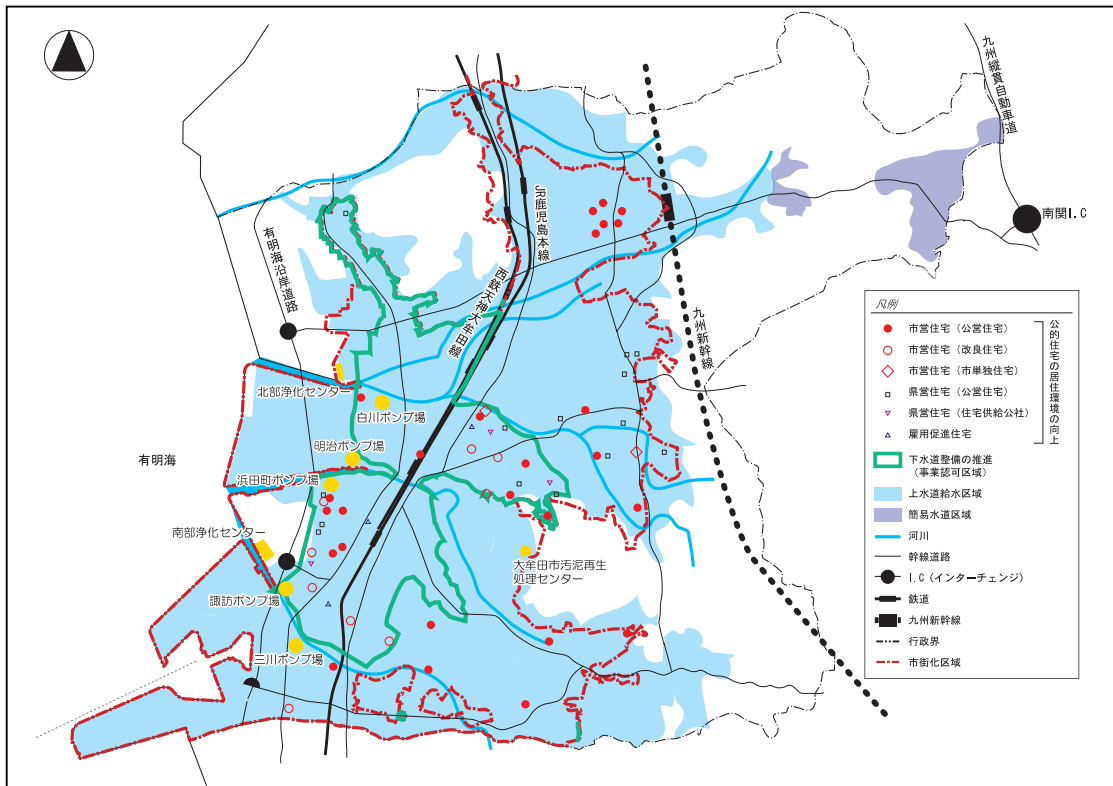 九州縦貫自動車道
南関I.C
JR鹿児島本線
西鉄天神大牟田線
有明海沿岸道路
九州新幹線
北部浄化センター
白川ポンプ場
明治ポンプ場
有明海
浜田町ポンプ場
南部浄化センター
大牟田市汚泥再生
処理センター
諏訪ポンプ場
三川ポンプ場
凡例
市営住宅（公営住宅）
市営住宅（改良住宅）
市営住宅（市単独住宅）
県営住宅（公営住宅）
県営住宅（住宅供給公社）
雇用促進住宅
公的住宅の居住環境の向上
下水道整備の推進
（事業認可区域）
上水道給水区域
簡易水道区域
河川
幹線道路
I.C（インターチェンジ）
鉄道
九州新幹線
行政界
市街化区域